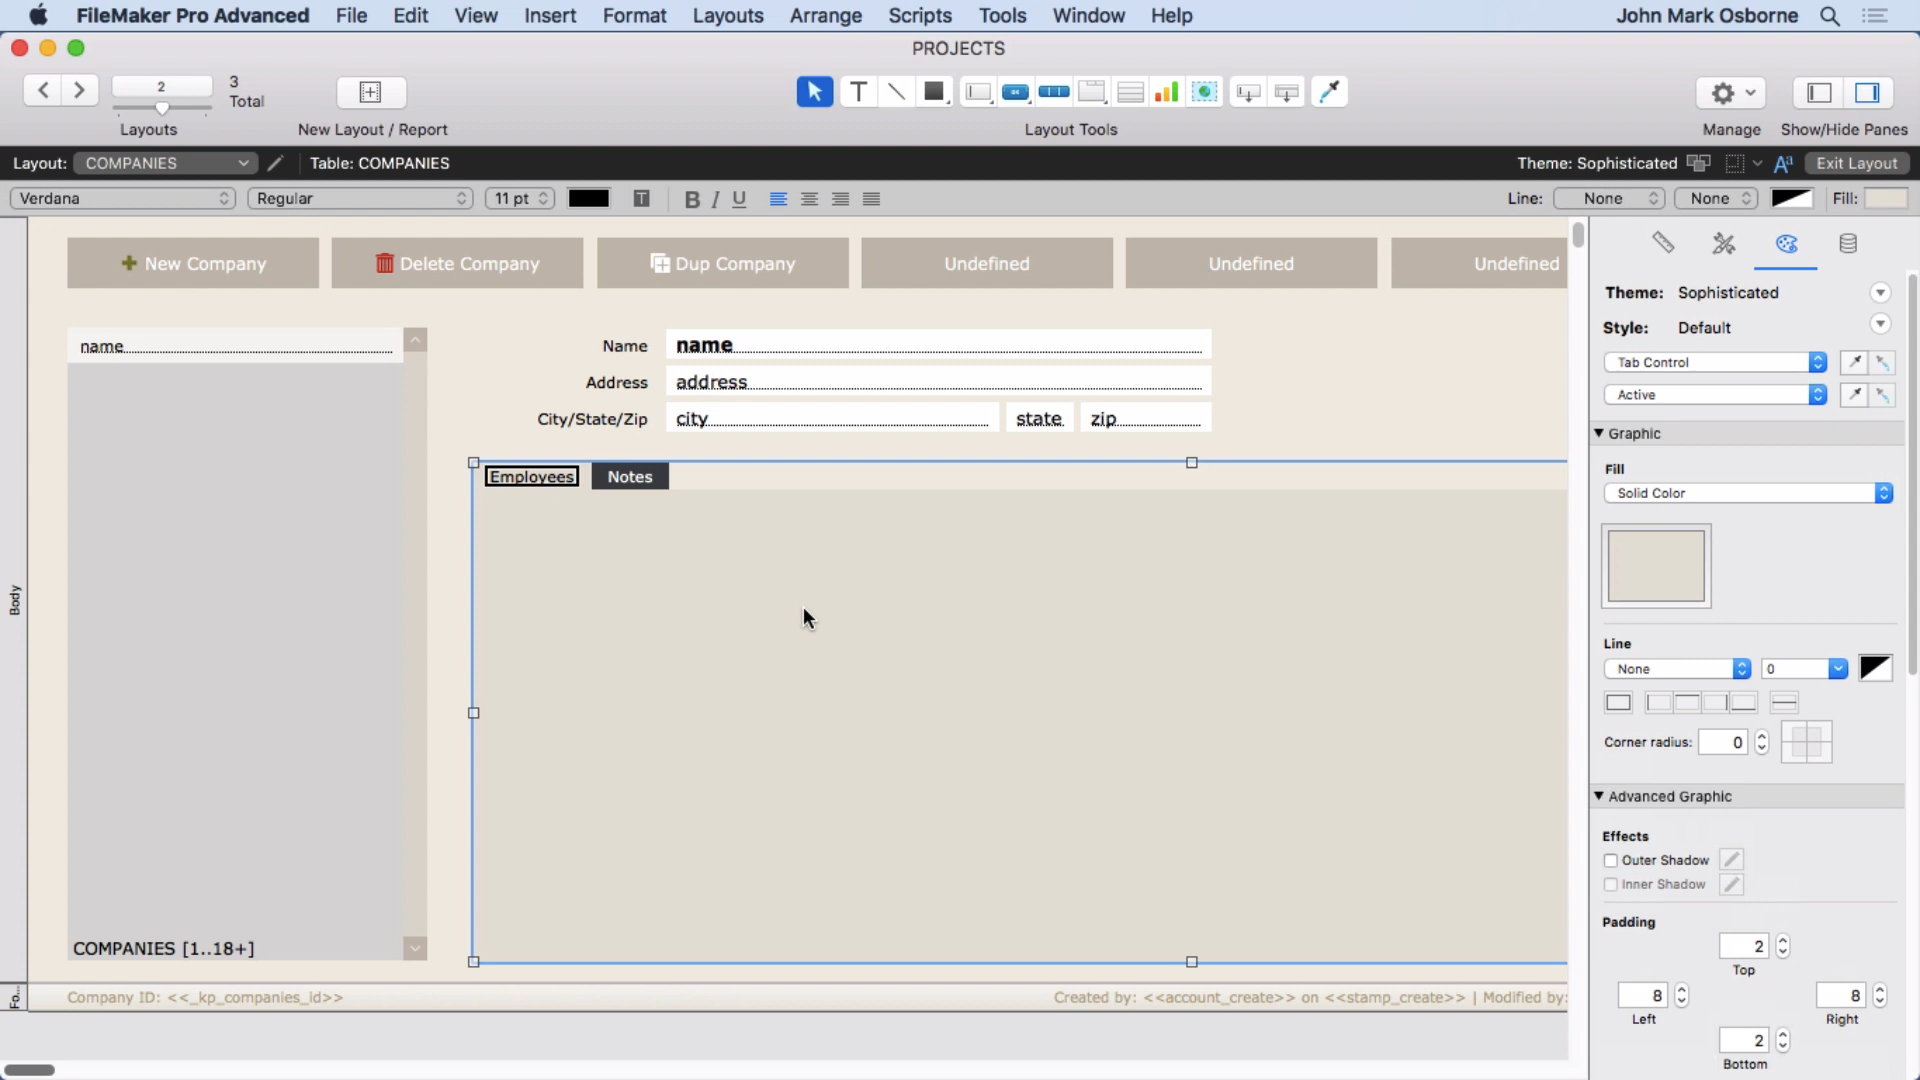 FileMaker Pro Advanced File Edit View Insert Format Layouts Arrange Scripts Tools Window Help John Mark Osborne
PROJECTS
2 3 Total
Layouts New Layout / Report Layout Tools Manage Show/Hide Panes
Layout: COMPANIES Table: COMPANIES Theme: Sophisticated Aa Exit Layout
Verdana Regular 11 pt T B I U Line: None None Fill:
New Company Delete Company Dup Company Undefined Undefined Undefined
name
Name name
Address address
City/State/Zip city state zip
Employees Notes
COMPANIES [1..18+]
Body
Fo...
Company ID: <<_kp_companies_id>> Created by: <<account_create>> on <<stamp_create>> | Modified by:
Theme: Sophisticated
Style: Default
Tab Control
Active
Graphic
Fill
Solid Color
Line
None 0
Corner radius: 0
Advanced Graphic
Effects
Outer Shadow
Inner Shadow
Padding
2
Top
8 8
Left Right
2
Bottom